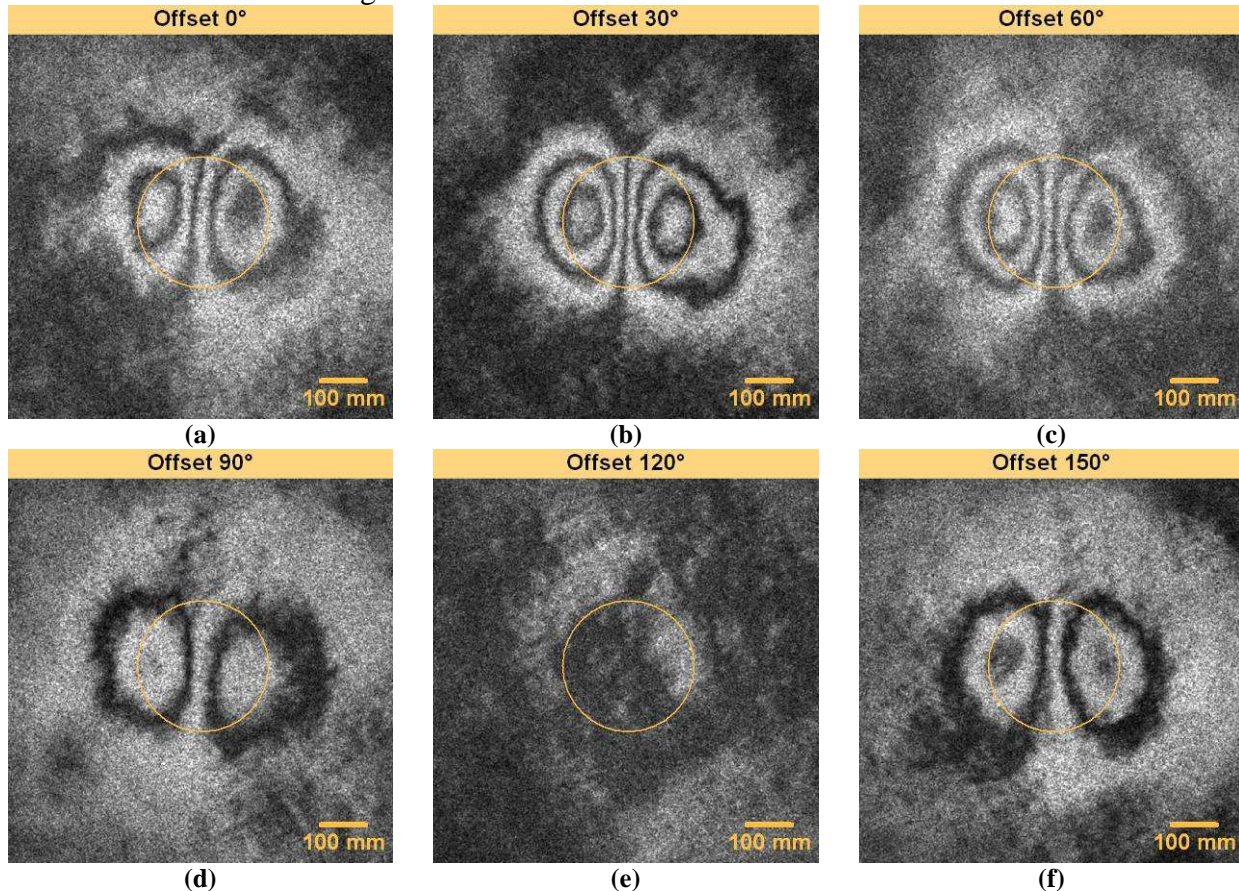 Offset 0° Offset 30° Offset 60°
100 mm 100 mm 100 mm
(a) (b) (c)
Offset 90° Offset 120° Offset 150°
100 mm 100 mm 100 mm
(d) (e) (f)